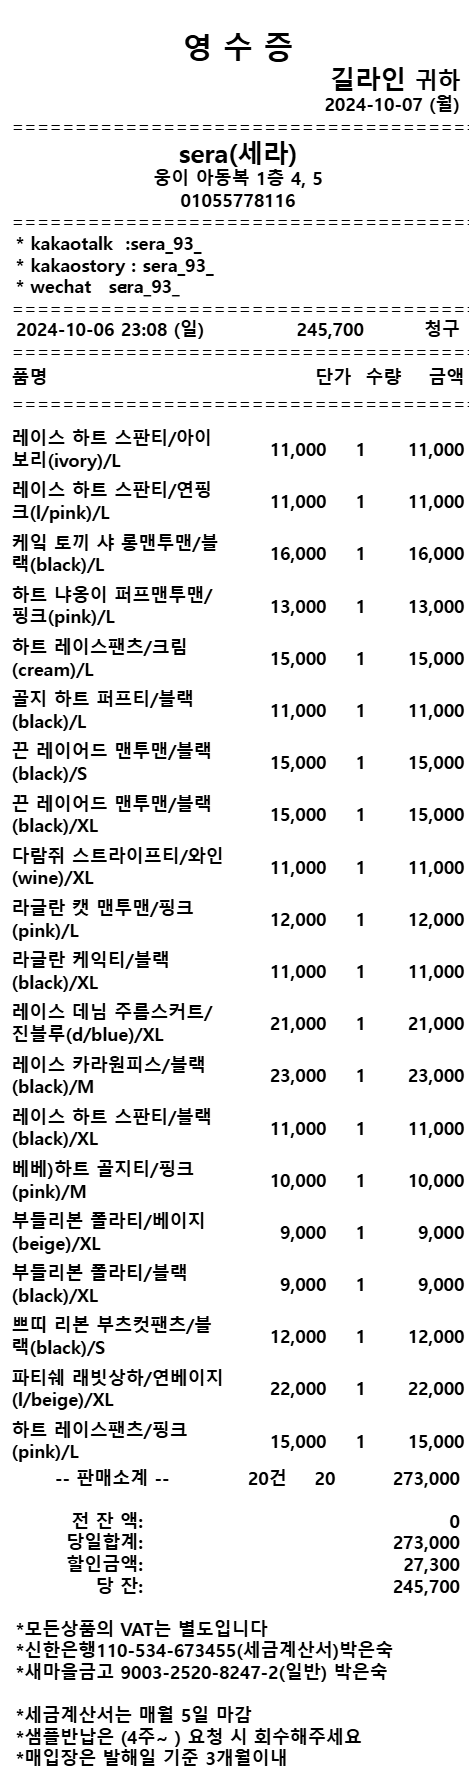 영 수 증
길라인 귀하
2024-10-07 (월)
======================================
sera(세라)
웅이 아동복 1층 4, 5
01055778116
======================================
* kakaotalk :sera_93_
* kakaostory : sera_93_
* wechat sera_93_
======================================
2024-10-06 23:08 (일) 245,700 청구
======================================
품명 단가 수량 금액
======================================
레이스 하트 스판티/아이
보리(ivory)/L 11,000 1 11,000
레이스 하트 스판티/연핑
크(l/pink)/L 11,000 1 11,000
케잌 토끼 샤 롱맨투맨/블
랙(black)/L 16,000 1 16,000
하트 냐옹이 퍼프맨투맨/
핑크(pink)/L 13,000 1 13,000
하트 레이스팬츠/크림
(cream)/L 15,000 1 15,000
골지 하트 퍼프티/블랙
(black)/L 11,000 1 11,000
끈 레이어드 맨투맨/블랙
(black)/S 15,000 1 15,000
끈 레이어드 맨투맨/블랙
(black)/XL 15,000 1 15,000
다람쥐 스트라이프티/와인
(wine)/XL 11,000 1 11,000
라글란 캣 맨투맨/핑크
(pink)/L 12,000 1 12,000
라글란 케익티/블랙
(black)/XL 11,000 1 11,000
레이스 데님 주름스커트/
진블루(d/blue)/XL 21,000 1 21,000
레이스 카라원피스/블랙
(black)/M 23,000 1 23,000
레이스 하트 스판티/블랙
(black)/XL 11,000 1 11,000
베베)하트 골지티/핑크
(pink)/M 10,000 1 10,000
부들리본 폴라티/베이지
(beige)/XL 9,000 1 9,000
부들리본 폴라티/블랙
(black)/XL 9,000 1 9,000
쁘띠 리본 부츠컷팬츠/블
랙(black)/S 12,000 1 12,000
파티쉐 래빗상하/연베이지
(l/beige)/XL 22,000 1 22,000
하트 레이스팬츠/핑크
(pink)/L 15,000 1 15,000
-- 판매소계 -- 20건 20 273,000
전 잔 액: 0
당일합계: 273,000
할인금액: 27,300
당 잔: 245,700
*모든상품의 VAT는 별도입니다
*신한은행110-534-673455(세금계산서)박은숙
*새마을금고 9003-2520-8247-2(일반) 박은숙
*세금계산서는 매월 5일 마감
*샘플반납은 (4주~ ) 요청 시 회수해주세요
*매입장은 발행일 기준 3개월이내